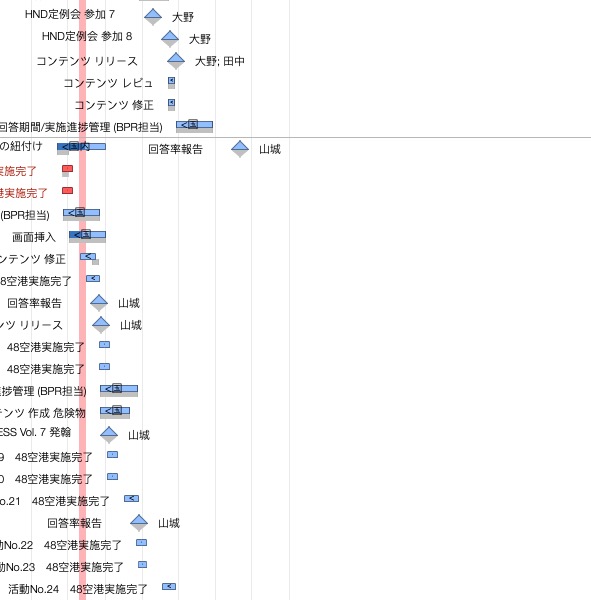 HND定例会 参加 7 大野
HND定例会 参加 8 大野
コンテンツ リリース 大野; 田中
コンテンツ レビュ
コンテンツ 修正
回答期間/実施進捗管理 (BPR担当) <国
の紐付け <国内 回答率報告 山城
実施完了
港実施完了
(BPR担当) <国
画面挿入 <国
ンテンツ 修正 <
48空港実施完了 <
回答率報告 山城
ンツ リリース 山城
48空港実施完了
48空港実施完了
進捗管理 (BPR担当) <国
テンツ 作成 危険物 <国
ESS Vol. 7 発翰 山城
9 48空港実施完了
0 48空港実施完了
o.21 48空港実施完了 <
回答率報告 山城
動No.22 48空港実施完了
動No.23 48空港実施完了
活動No.24 48空港実施完了 <